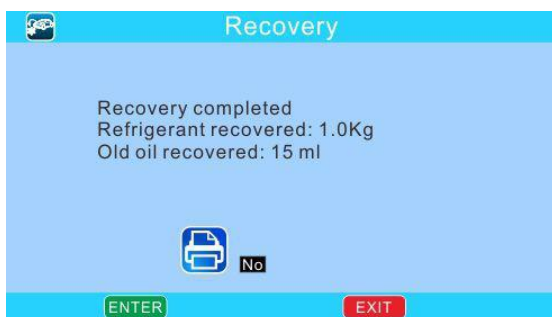 Recovery
Recovery completed
Refrigerant recovered: 1.0Kg
Old oil recovered: 15 ml
No
ENTER
EXIT